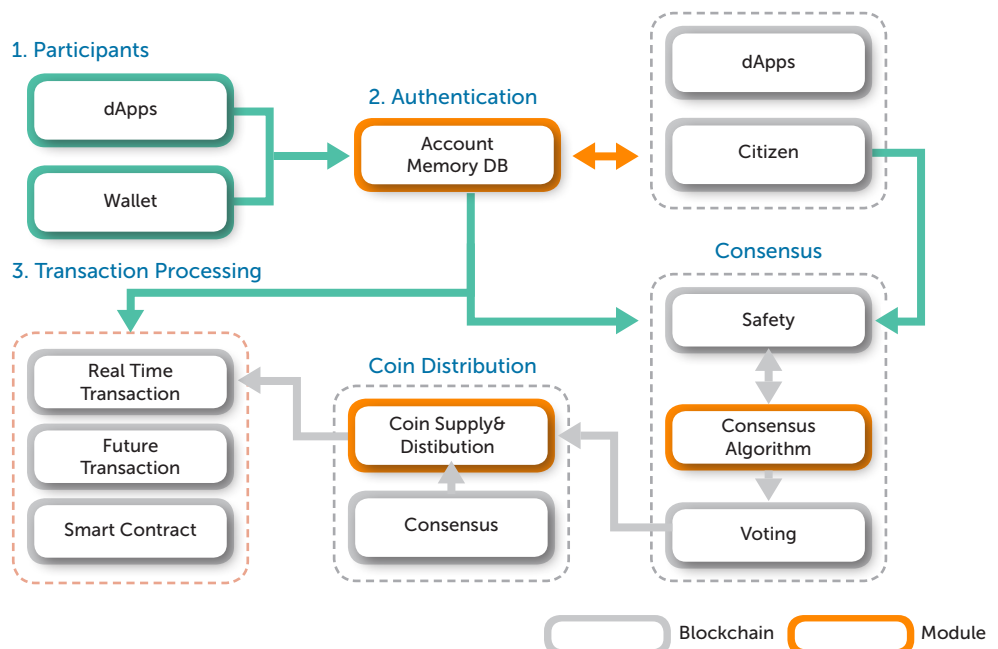 1. Participants
dApps
Wallet
2. Authentication
Account
Memory DB
dApps
Citizen
3. Transaction Processing
Real Time
Transaction
Future
Transaction
Smart Contract
Coin Distribution
Coin Supply&
Distibution
Consensus
Consensus
Safety
Consensus
Algorithm
Voting
Blockchain
Module